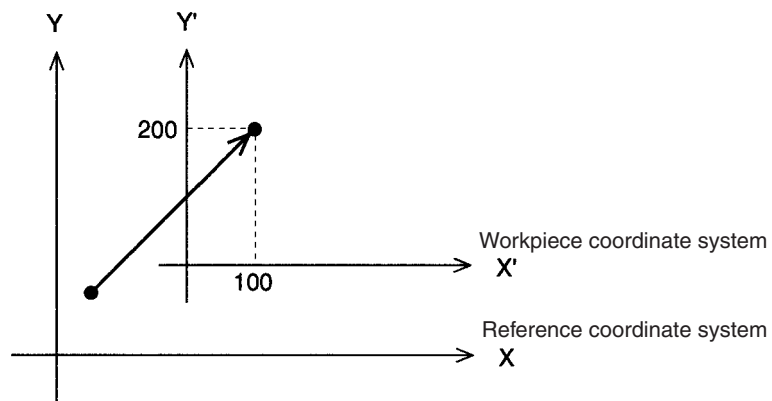 Y
Y'
200
Workpiece coordinate system
X'
100
Reference coordinate system
X